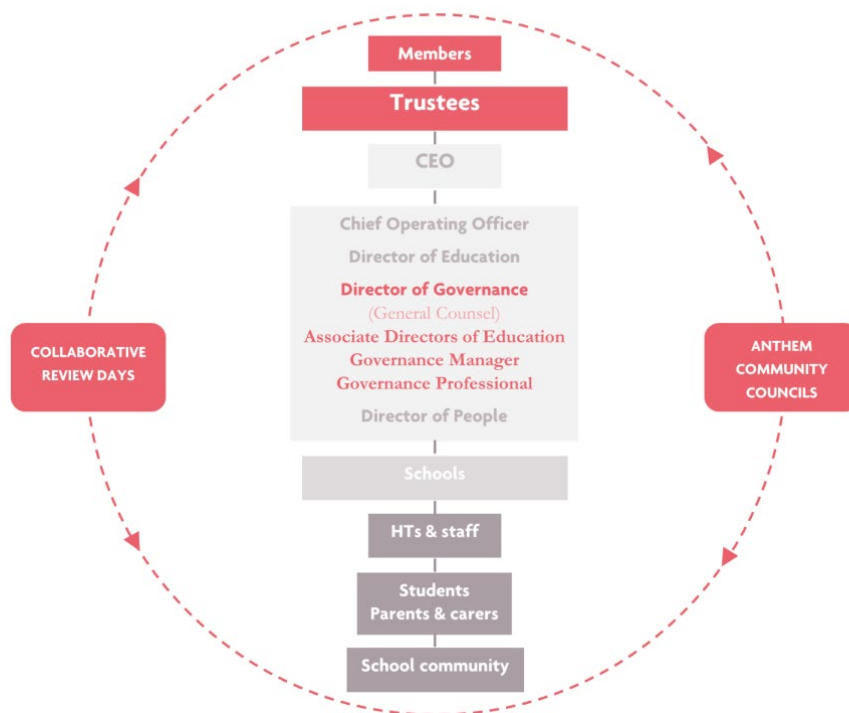 Members
Trustees
CEO
Chief Operating Officer
Director of Education
Director of Governance
(General Counsel)
Associate Directors of Education
Governance Manager
Governance Professional
Director of People
COLLABORATIVE
REVIEW DAYS
ANTHEM
COMMUNITY
COUNCILS
Schools
HTs & staff
Students
Parents & carers
School community